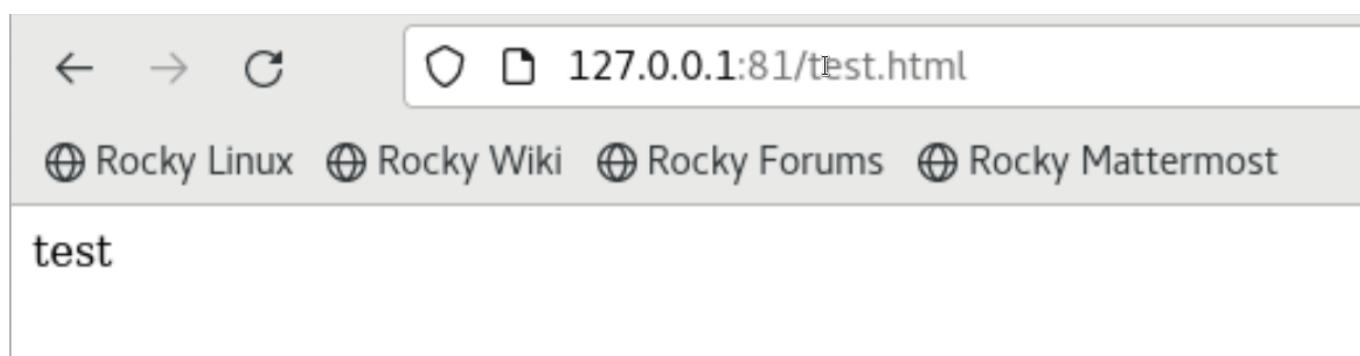 127.0.0.1:81/test.html
Rocky Linux Rocky Wiki Rocky Forums Rocky Mattermost
test